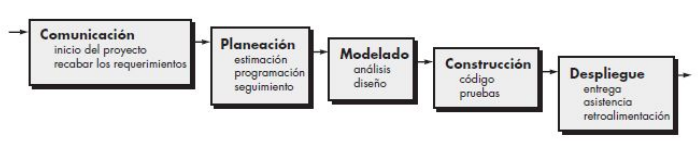 Comunicación
inicio del proyecto
recabar los requerimientos
Planeación
estimación
programación
seguimiento
Modelado
análisis
diseño
Construcción
código
pruebas
Despliegue
entrega
asistencia
retroalimentación